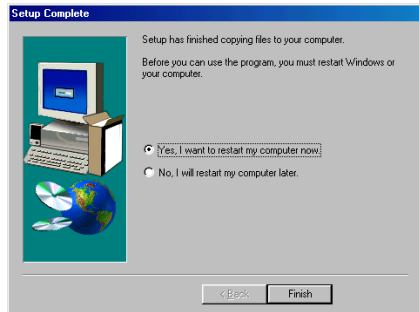 Setup Complete
Setup has finished copying files to your computer.
Before you can use the program, you must restart Windows or
your computer.
Yes, I want to restart my computer now.
No, I will restart my computer later.
< Back
Finish